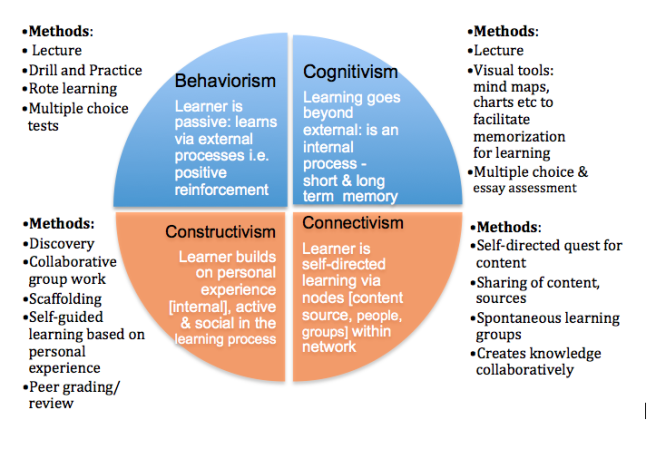 •Methods:
• Lecture
•Drill and Practice
•Rote learning
•Multiple choice
tests
Behaviorism
Learner is
passive: learns
via external
processes i.e.
positive
reinforcement
Cognitivism
Learning goes
beyond
external: is an
internal
process -
short & long
term memory
•Methods:
•Lecture
•Visual tools:
mind maps,
charts etc to
facilitate
memorization
for learning
•Multiple choice &
essay assessment
•Methods:
•Discovery
•Collaborative
group work
•Scaffolding
•Self-guided
learning based on
personal
experience
•Peer grading/
review
Constructivism
Learner builds
on personal
experience
[internal], active
& social in the
learning process
Connectivism
Learner is
self-directed
learning via
nodes [content
source, people,
groups] within
network
•Methods:
•Self-directed quest for
content
•Sharing of content,
sources
•Spontaneous learning
groups
•Creates knowledge
collaboratively